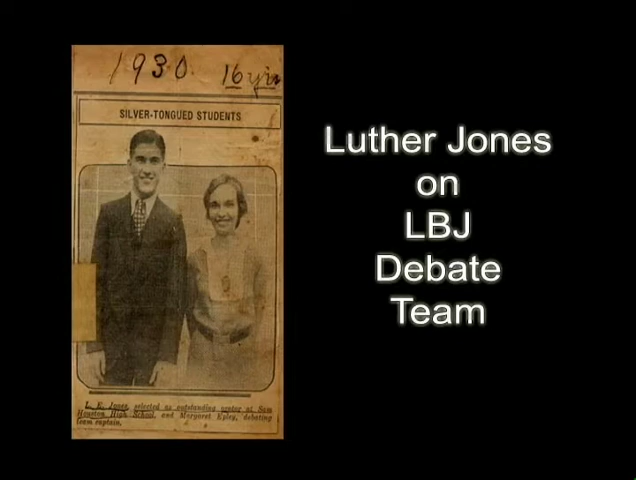 1930. 16 yrs
SILVER-TONGUED STUDENTS
L. E. Jones, selected as outstanding orator at Sam
Houston High School, and Margaret Epley, debating
team captain.
Luther Jones
on
LBJ
Debate
Team